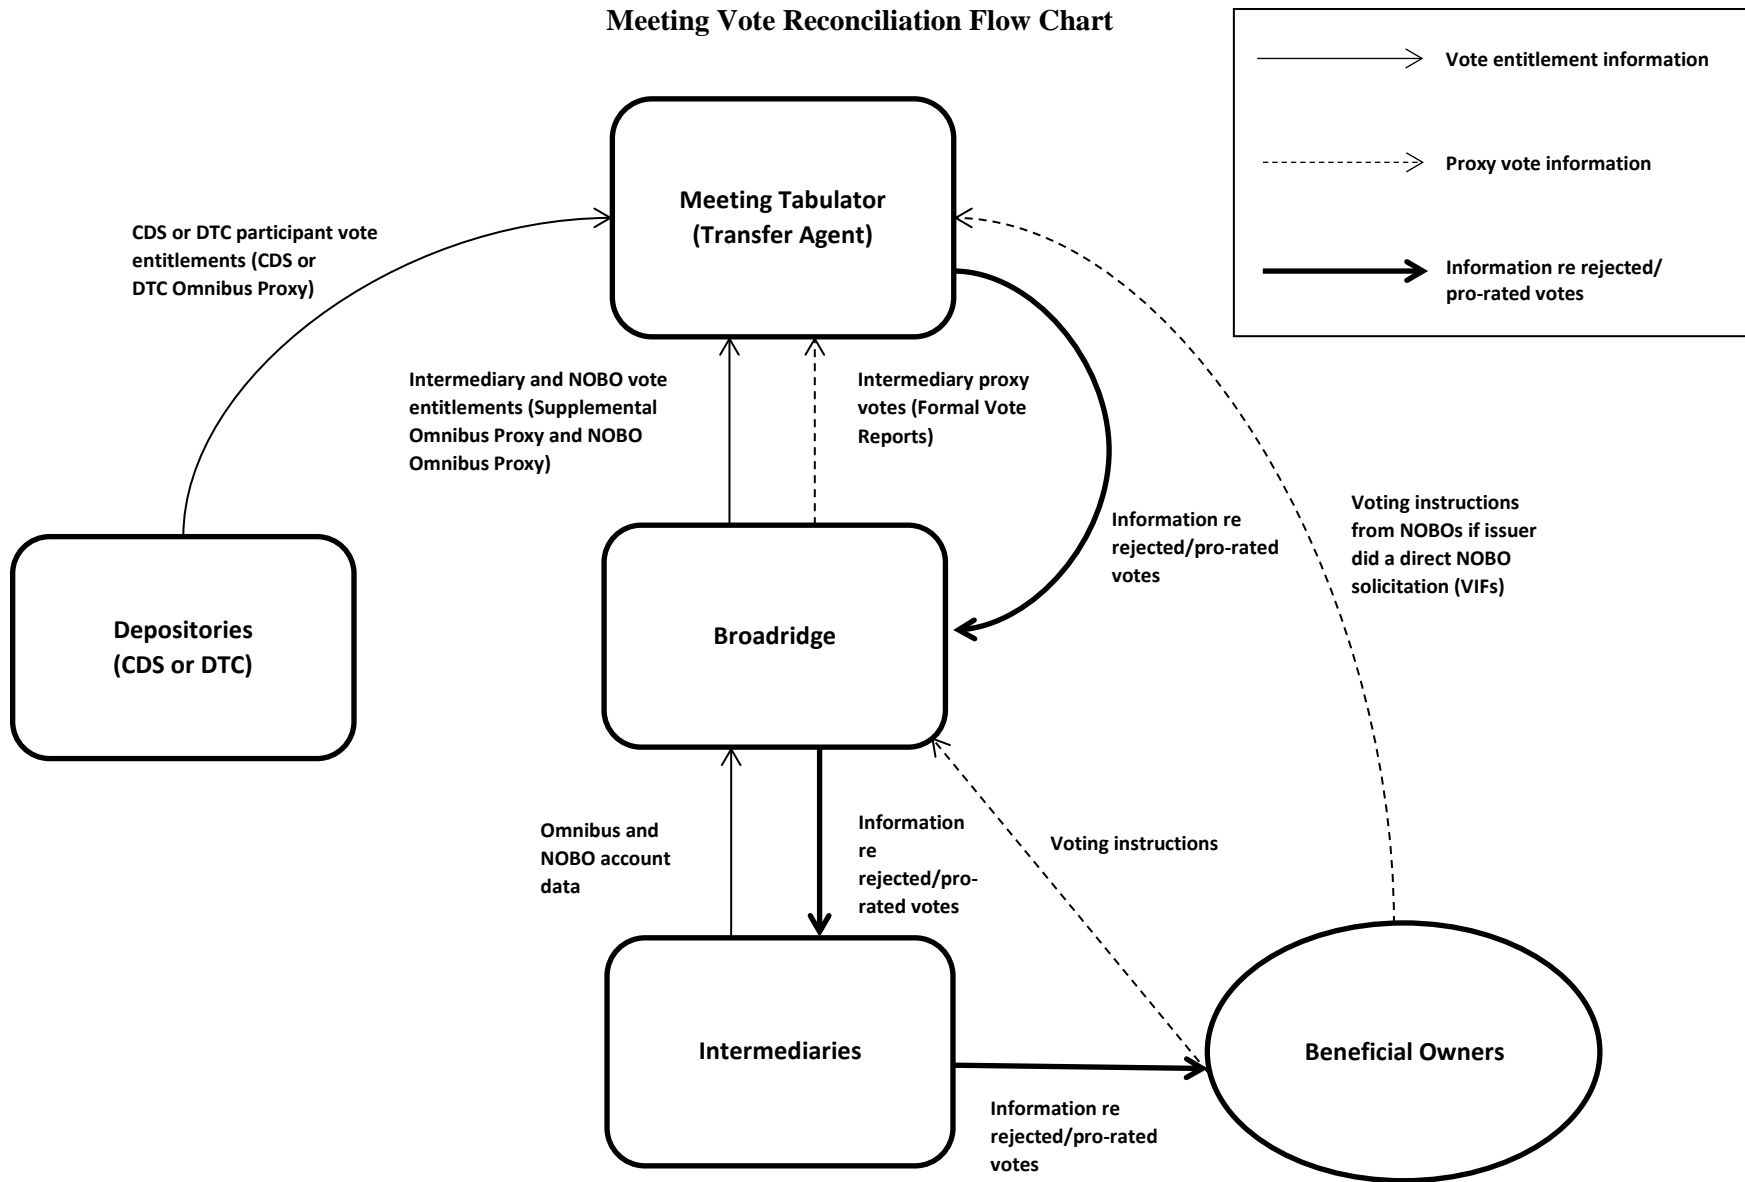 Meeting Vote Reconciliation Flow Chart
Vote entitlement information
Proxy vote information
Information re rejected/
pro-rated votes
Meeting Tabulator
(Transfer Agent)
CDS or DTC participant vote
entitlements (CDS or
DTC Omnibus Proxy)
Intermediary and NOBO vote
entitlements (Supplemental
Omnibus Proxy and NOBO
Omnibus Proxy)
Intermediary proxy
votes (Formal Vote
Reports)
Information re
rejected/pro-rated
votes
Voting instructions
from NOBOs if issuer
did a direct NOBO
solicitation (VIFs)
Depositories
(CDS or DTC)
Broadridge
Omnibus and
NOBO account
data
Information
re
rejected/pro-
rated votes
Voting instructions
Intermediaries
Beneficial Owners
Information re
rejected/pro-rated
votes